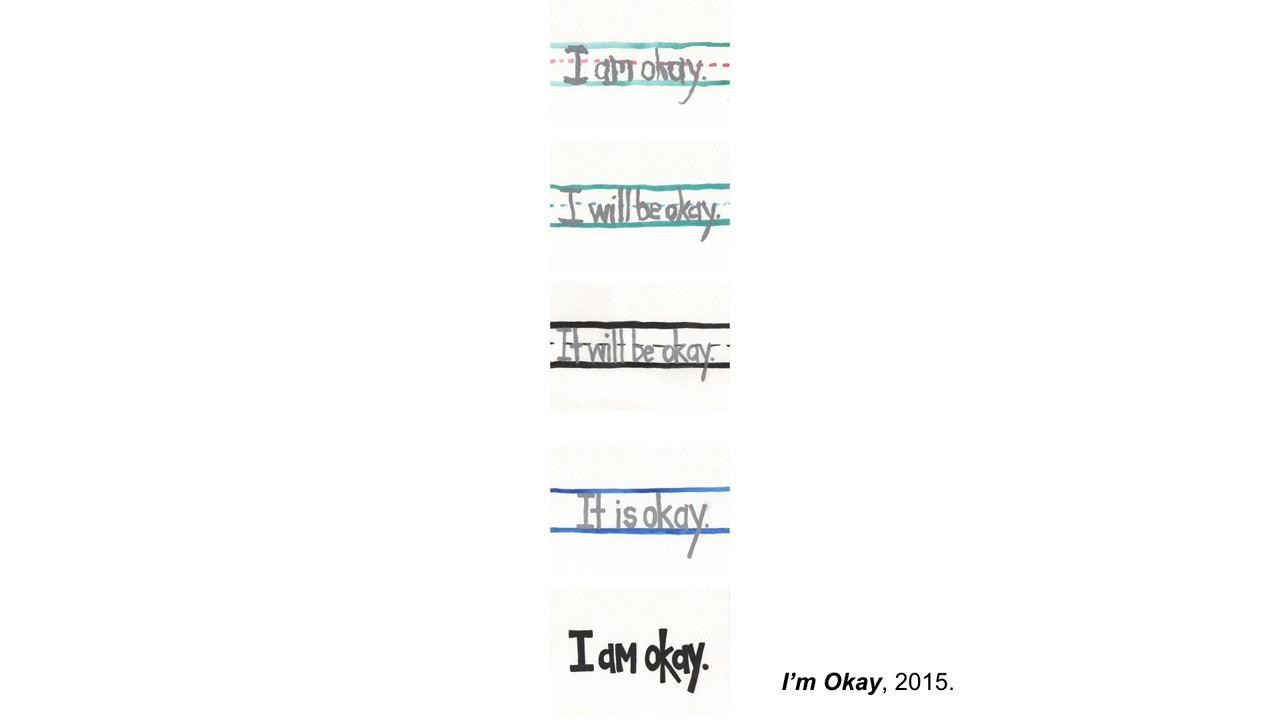 I am okay.
I will be okay.
It will be okay.
It is okay.
I am okay.
I'm Okay, 2015.